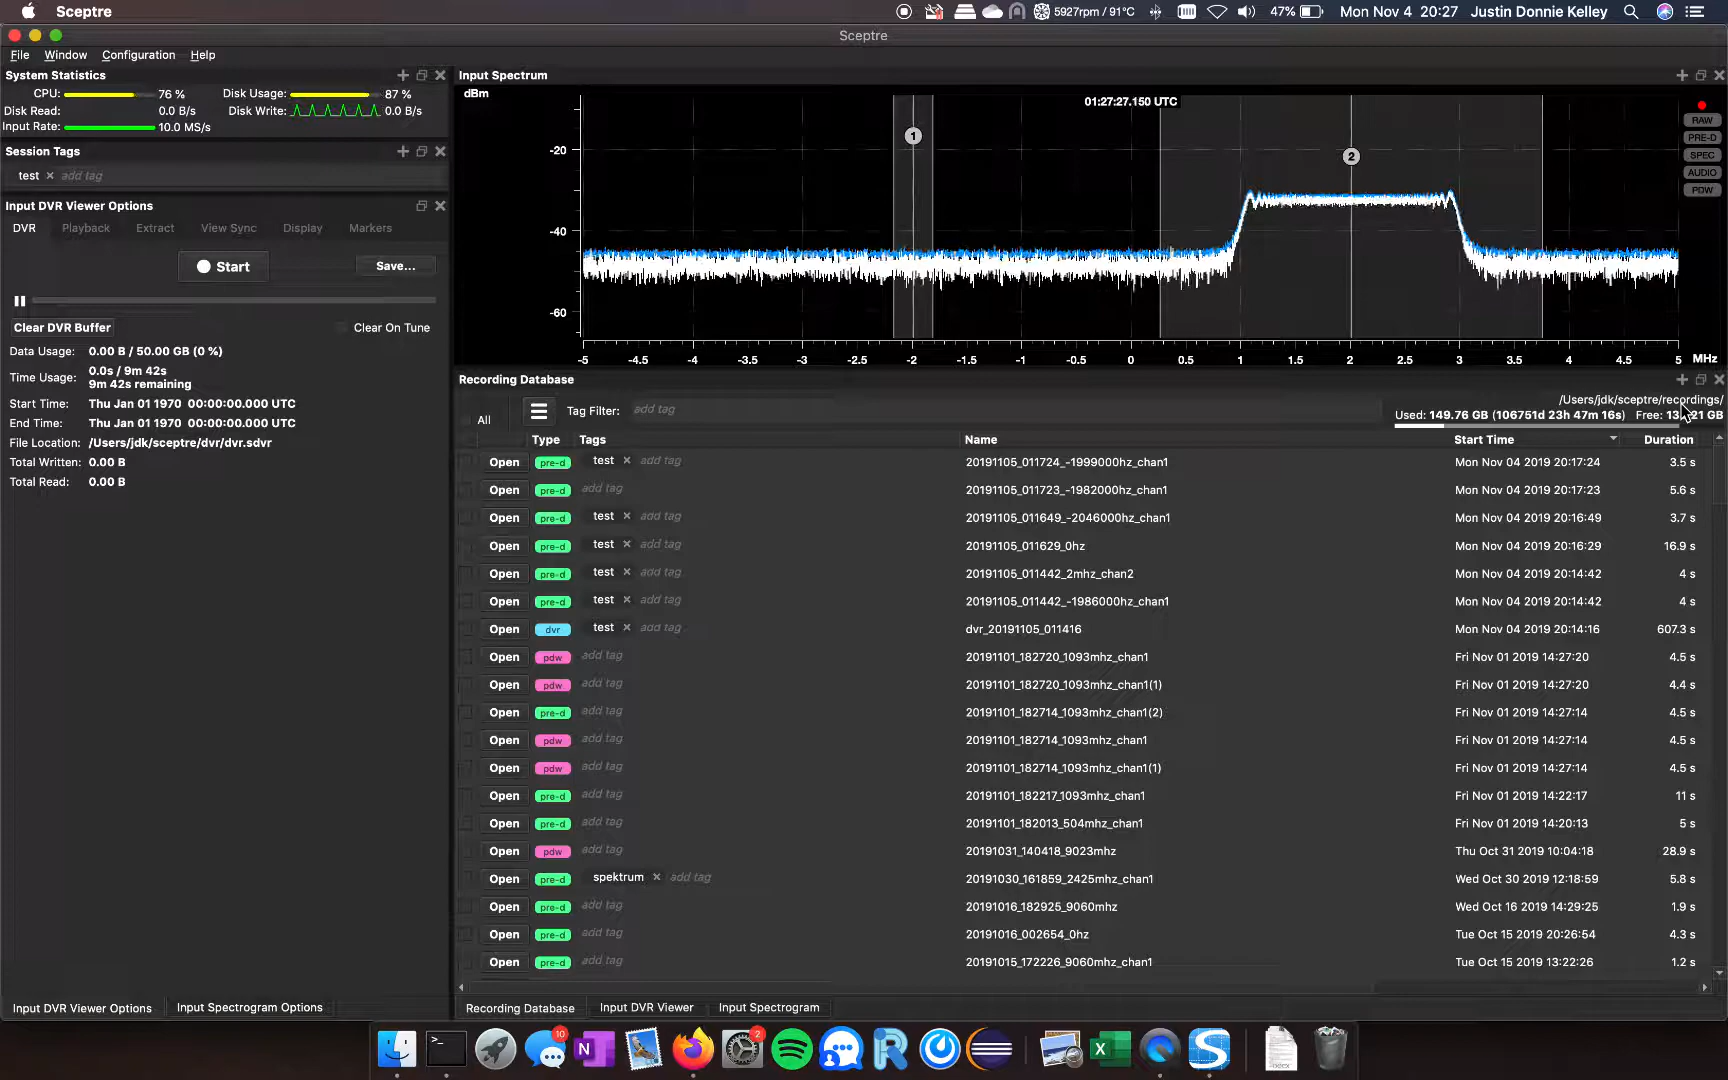 Sceptre
5927rpm / 91°C
47%
Mon Nov 4 20:27
Justin Donnie Kelley
Sceptre
File Window Configuration Help
System Statistics
CPU: 76 % Disk Usage: 87 %
Disk Read: 0.0 B/s Disk Write: 0.0 B/s
Input Rate: 10.0 MS/s
Session Tags
test × add tag
Input DVR Viewer Options
DVR Playback Extract View Sync Display Markers
Start Save...
Clear DVR Buffer Clear On Tune
Data Usage: 0.00 B / 50.00 GB (0 %)
Time Usage: 0.0s / 9m 42s
9m 42s remaining
Start Time: Thu Jan 01 1970 00:00:00.000 UTC
End Time: Thu Jan 01 1970 00:00:00.000 UTC
File Location: /Users/jdk/sceptre/dvr/dvr.sdvr
Total Written: 0.00 B
Total Read: 0.00 B
Input DVR Viewer Options Input Spectrogram Options
Input Spectrum
dBm
01:27:27.150 UTC
1
2
-20
-40
-60
-5 -4.5 -4 -3.5 -3 -2.5 -2 -1.5 -1 -0.5 0 0.5 1 1.5 2 2.5 3 3.5 4 4.5 5 MHz
RAW
PRE-D
SPEC
AUDIO
PDW
Recording Database
/Users/jdk/sceptre/recordings/
All Tag Filter: add tag Used: 149.76 GB (106751d 23h 47m 16s) Free: 21 GB
Type Tags Name Start Time Duration
Open pre-d test × add tag 20191105_011724_-1999000hz_chan1 Mon Nov 04 2019 20:17:24 3.5 s
Open pre-d add tag 20191105_011723_-1982000hz_chan1 Mon Nov 04 2019 20:17:23 5.6 s
Open pre-d test × add tag 20191105_011649_-2046000hz_chan1 Mon Nov 04 2019 20:16:49 3.7 s
Open pre-d test × add tag 20191105_011629_0hz Mon Nov 04 2019 20:16:29 16.9 s
Open pre-d test × add tag 20191105_011442_2mhz_chan2 Mon Nov 04 2019 20:14:42 4 s
Open pre-d test × add tag 20191105_011442_-1986000hz_chan1 Mon Nov 04 2019 20:14:42 4 s
Open dvr test × add tag dvr_20191105_011416 Mon Nov 04 2019 20:14:16 607.3 s
Open pdw add tag 20191101_182720_1093mhz_chan1 Fri Nov 01 2019 14:27:20 4.5 s
Open pdw add tag 20191101_182720_1093mhz_chan1(1) Fri Nov 01 2019 14:27:20 4.4 s
Open pre-d add tag 20191101_182714_1093mhz_chan1(2) Fri Nov 01 2019 14:27:14 4.5 s
Open pdw add tag 20191101_182714_1093mhz_chan1 Fri Nov 01 2019 14:27:14 4.5 s
Open pdw add tag 20191101_182714_1093mhz_chan1(1) Fri Nov 01 2019 14:27:14 4.5 s
Open pre-d add tag 20191101_182217_1093mhz_chan1 Fri Nov 01 2019 14:22:17 11 s
Open pre-d add tag 20191101_182013_504mhz_chan1 Fri Nov 01 2019 14:20:13 5 s
Open pdw add tag 20191031_140418_9023mhz Thu Oct 31 2019 10:04:18 28.9 s
Open pre-d spektrum × add tag 20191030_161859_2425mhz_chan1 Wed Oct 30 2019 12:18:59 5.8 s
Open pre-d add tag 20191016_182925_9060mhz Wed Oct 16 2019 14:29:25 1.9 s
Open pre-d add tag 20191016_002654_0hz Tue Oct 15 2019 20:26:54 4.3 s
Open pre-d add tag 20191015_172226_9060mhz_chan1 Tue Oct 15 2019 13:22:26 1.2 s
Recording Database Input DVR Viewer Input Spectrogram
10
N
2
R
X
S